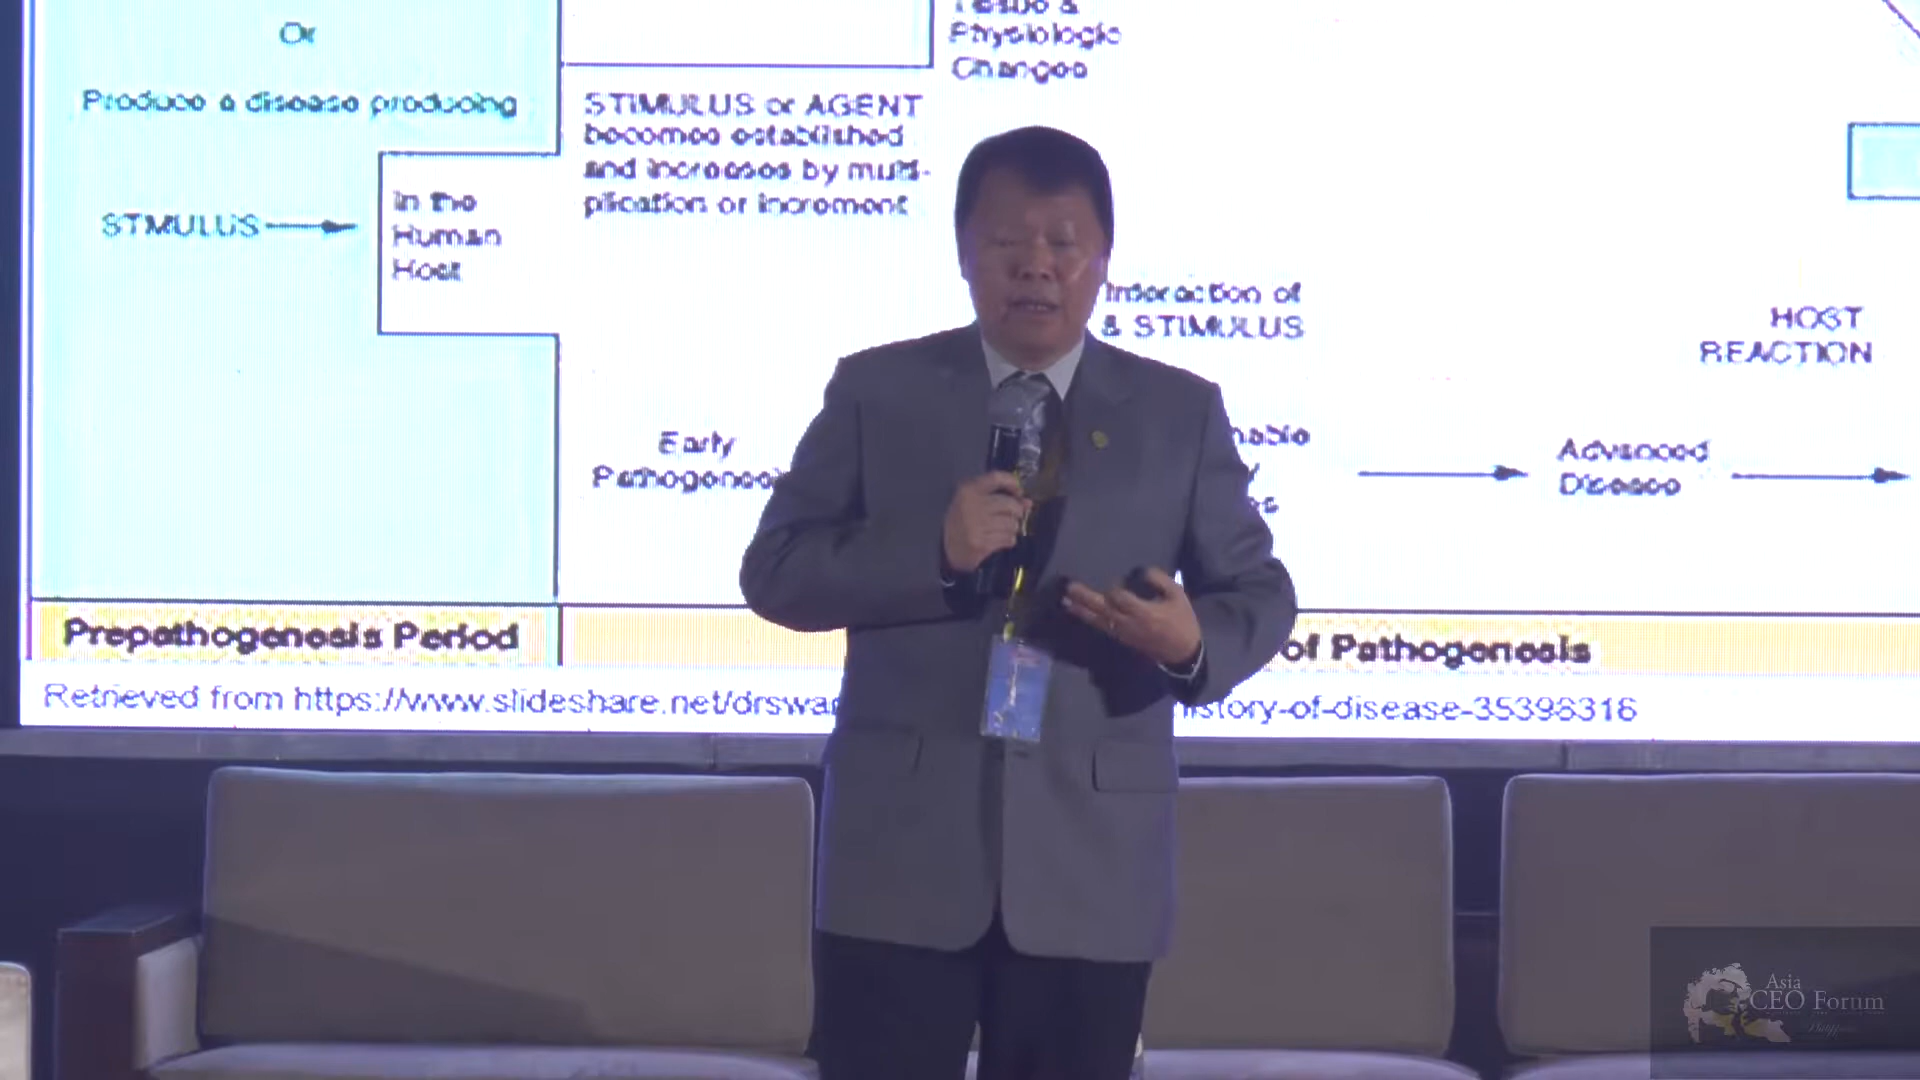 Or
Produce a disease producing
STMULUS
In the
Human
Host
STIMULUS or AGENT
becomes established
and increases by multi-
plication or increment
Tissue &
Physiologic
Changes
Interaction of
& STIMULUS
HOST
REACTION
Early
Advanced
Disease
Prepathogenesis Period
of Pathogenesis
Retrieved from https://www.slideshare.net/drswa
istory-of-disease-35396316
Asia
CEO Forum